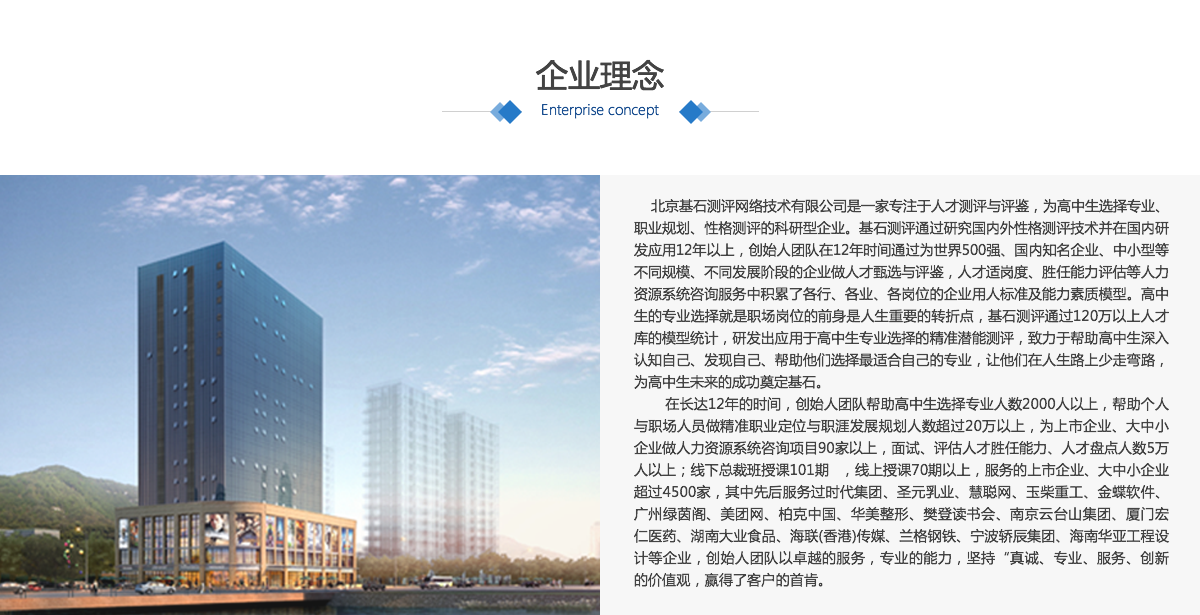 企业理念
Enterprise concept
北京基石测评网络技术有限公司是一家专注于人才测评与评鉴，为高中生选择专业、
职业规划、性格测评的科研型企业。基石测评通过研究国内外性格测评技术并在国内研
发应用12年以上，创始人团队在12年时间通过为世界500强、国内知名企业、中小型等
不同规模、不同发展阶段的企业做人才甄选与评鉴，人才适岗度、胜任能力评估等人力
资源系统咨询服务中积累了各行、各业、各岗位的企业用人标准及能力素质模型。高中
生的专业选择就是职场岗位的前身是人生重要的转折点，基石测评通过120万以上人才
库的模型统计，研发出应用于高中生专业选择的精准潜能测评，致力于帮助高中生深入
认知自己、发现自己、帮助他们选择最适合自己的专业，让他们在人生路上少走弯路，
为高中生未来的成功奠定基石。
在长达12年的时间，创始人团队帮助高中生选择专业人数2000人以上，帮助个人
与职场人员做精准职业定位与职涯发展规划人数超过20万以上，为上市企业、大中小
企业做人力资源系统咨询项目90家以上，面试、评估人才胜任能力、人才盘点人数5万
人以上；线下总裁班授课101期 ，线上授课70期以上，服务的上市企业、大中小企业
超过4500家，其中先后服务过时代集团、圣元乳业、慧聪网、玉柴重工、金蝶软件、
广州绿茵阁、美团网、柏克中国、华美整形、樊登读书会、南京云台山集团、厦门宏
仁医药、湖南大业食品、海联(香港)传媒、兰格钢铁、宁波轿辰集团、海南华亚工程设
计等企业，创始人团队以卓越的服务，专业的能力，坚持“真诚、专业、服务、创新
的价值观，赢得了客户的首肯。